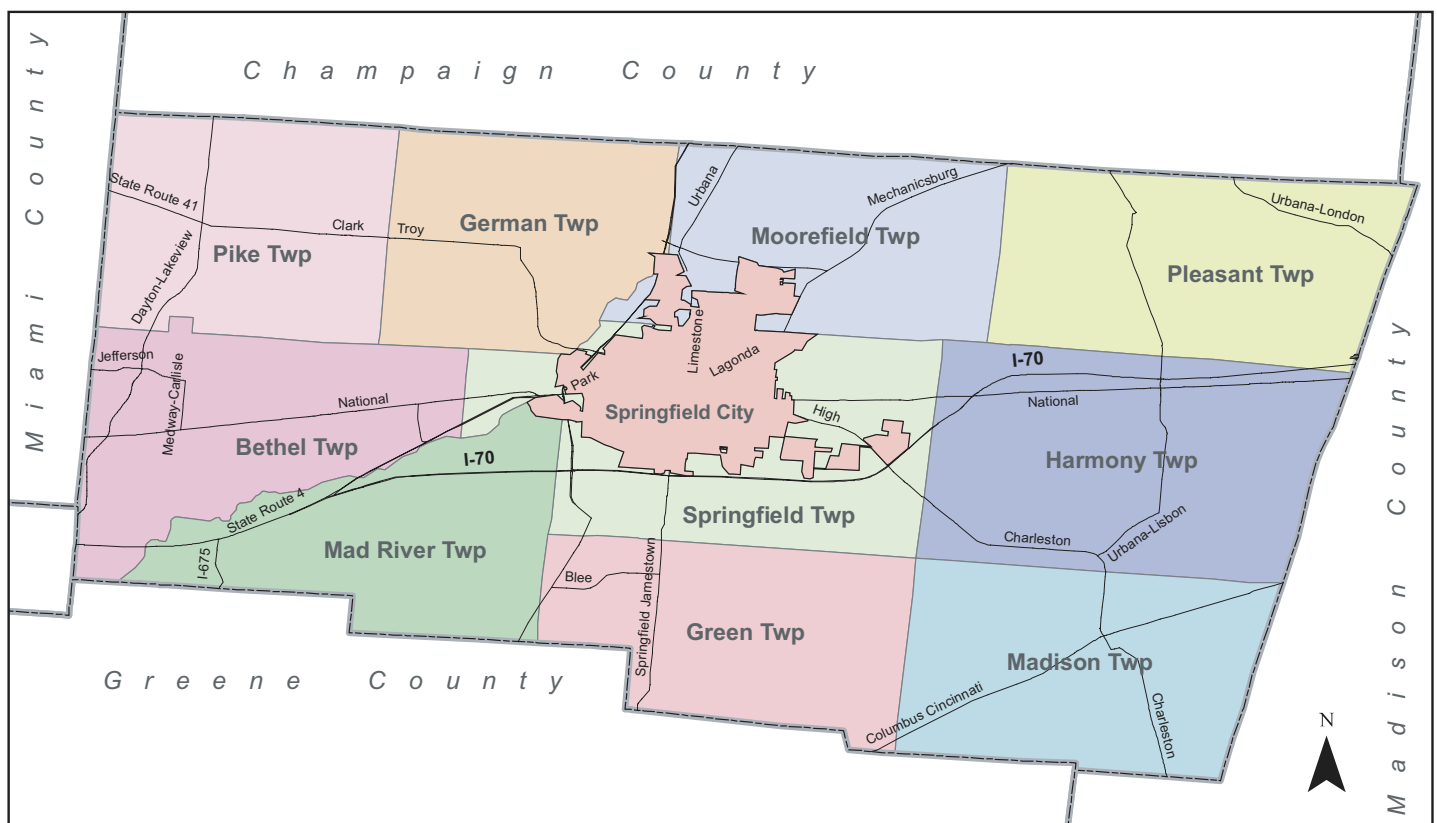 Champaign County
Miami County
Madison County
Greene County
State Route 41
Clark
Troy
German Twp
Pike Twp
Dayton-Lakeview
Urbana
Mechanicsburg
Moorefield Twp
Urbana-London
Pleasant Twp
Jefferson
Medway-Carlisle
National
Bethel Twp
Limestone
Lagonda
Park
Springfield City
High
I-70
National
Harmony Twp
I-70
State Route 4
I-675
Mad River Twp
Springfield Twp
Charleston
Urbana-Lisbon
Blee
Springfield Jamestown
Green Twp
Madison Twp
Columbus Cincinnati
Charleston
N